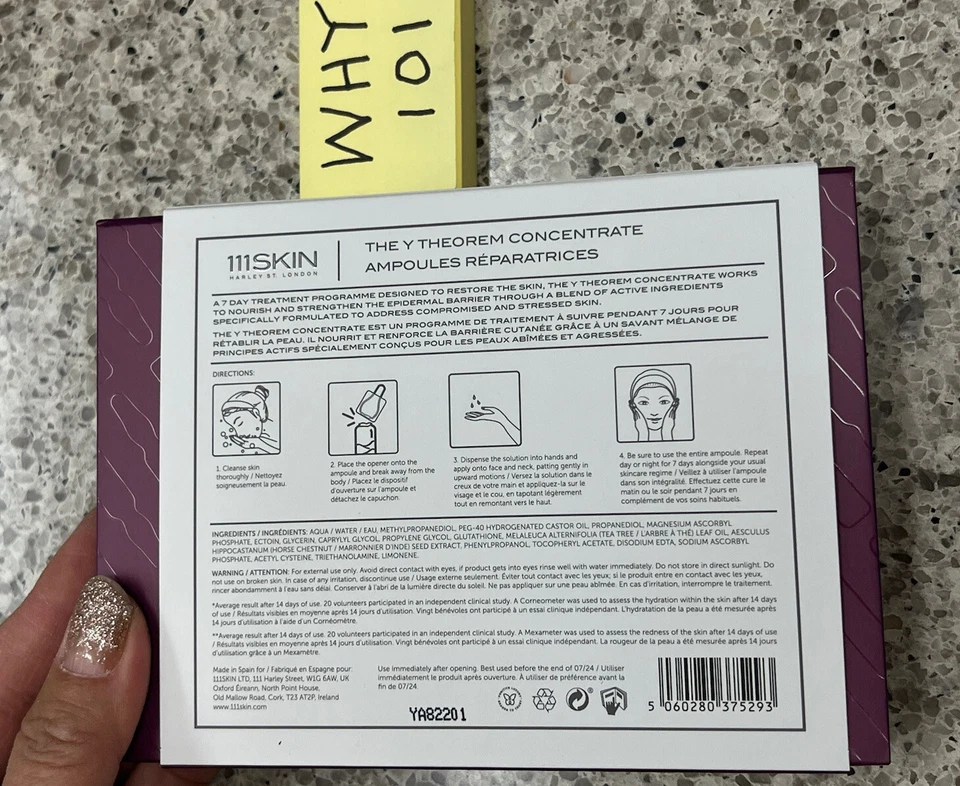 WHY
101
111SKIN
HARLEY ST. LONDON
THE Y THEOREM CONCENTRATE
AMPOULES RÉPARATRICES
A 7 DAY TREATMENT PROGRAMME DESIGNED TO RESTORE THE SKIN, THE Y THEOREM CONCENTRATE WORKS
TO NOURISH AND STRENGTHEN THE EPIDERMAL BARRIER THROUGH A BLEND OF ACTIVE INGREDIENTS
SPECIFICALLY FORMULATED TO ADDRESS COMPROMISED AND STRESSED SKIN.
THE Y THEOREM CONCENTRATE EST UN PROGRAMME DE TRAITEMENT À SUIVRE PENDANT 7 JOURS POUR
RÉTABLIR LA PEAU. IL NOURRIT ET RENFORCE LA BARRIÈRE CUTANÉE GRÂCE À UN SAVANT MÉLANGE DE
PRINCIPES ACTIFS SPÉCIALEMENT CONÇUS POUR LES PEAUX ABÎMÉES ET AGRESSÉES.
DIRECTIONS:
1. Cleanse skin
thoroughly / Nettoyez
soigneusement la peau.
2. Place the opener onto the
ampoule and break away from the
body / Placez le dispositif
d'ouverture sur l'ampoule et
détachez le capuchon.
3. Dispense the solution into hands and
apply onto face and neck, patting gently in
upward motions / Versez la solution dans le
creux de votre main et appliquez-la sur le
visage et le cou, en tapotant légèrement
tout en remontant vers le haut.
4. Be sure to use the entire ampoule. Repeat
day or night for 7 days alongside your usual
skincare regime / Veillez à utiliser l'ampoule
dans son intégralité. Effectuez cette cure le
matin ou le soir pendant 7 jours en
complément de vos soins habituels.
INGREDIENTS / INGRÉDIENTS: AQUA / WATER / EAU, METHYLPROPANEDIOL, PEG-40 HYDROGENATED CASTOR OIL, PROPANEDIOL, MAGNESIUM ASCORBYL
PHOSPHATE, ECTOIN, GLYCERIN, CAPRYLYL GLYCOL, PROPYLENE GLYCOL, GLUTATHIONE, MELALEUCA ALTERNIFOLIA (TEA TREE / L'ARBRE À THÉ) LEAF OIL, AESCULUS
HIPPOCASTANUM (HORSE CHESTNUT / MARRONNIER D'INDE) SEED EXTRACT, PHENYLPROPANOL, TOCOPHERYL ACETATE, DISODIUM EDTA, SODIUM ASCORBYL
PHOSPHATE, ACETYL CYSTEINE, TRIETHANOLAMINE, LIMONENE.
WARNING / ATTENTION: For external use only. Avoid direct contact with eyes, if product gets into eyes rinse well with water immediately. Do not store in direct sunlight. Do
not use on broken skin. In case of any irritation, discontinue use / Usage externe seulement. Éviter tout contact avec les yeux; si le produit entre en contact avec les yeux,
rincer abondamment à l'eau sans délai. Conserver à l'abri de la lumière directe du soleil. Ne pas appliquer sur une peau abîmée. En cas d'irritation, interrompre le traitement.
*Average result after 14 days of use. 20 volunteers participated in an independent clinical study. A Corneometer was used to assess the hydration within the skin after 14 days
of use / Résultats visibles en moyenne après 14 jours d'utilisation. Vingt bénévoles ont participé à un essai clinique indépendant. L'hydratation de la peau a été mesurée après
14 jours d'utilisation à l'aide d'un Cornéomètre.
**Average result after 14 days of use. 20 volunteers participated in an independent clinical study. A Mexameter was used to assess the redness of the skin after 14 days of use
/ Résultats visibles en moyenne après 14 jours d'utilisation. Vingt bénévoles ont participé à un essai clinique indépendant. La rougeur de la peau a été mesurée après 14 jours
d'utilisation grâce à un Mexamètre.
Made in Spain for / Fabriqué en Espagne pour:
111SKIN LTD, 111 Harley Street, W1G 6AW, UK
Oxford Éireann, North Point House,
Old Mallow Road, Cork, T23 AT2P, Ireland
www.111skin.com
Use immediately after opening. Best used before the end of 07/24 / Utiliser
immédiatement le produit après ouverture. À utiliser de préférence avant la
fin de 07/24
YA82201
5 060280 375293